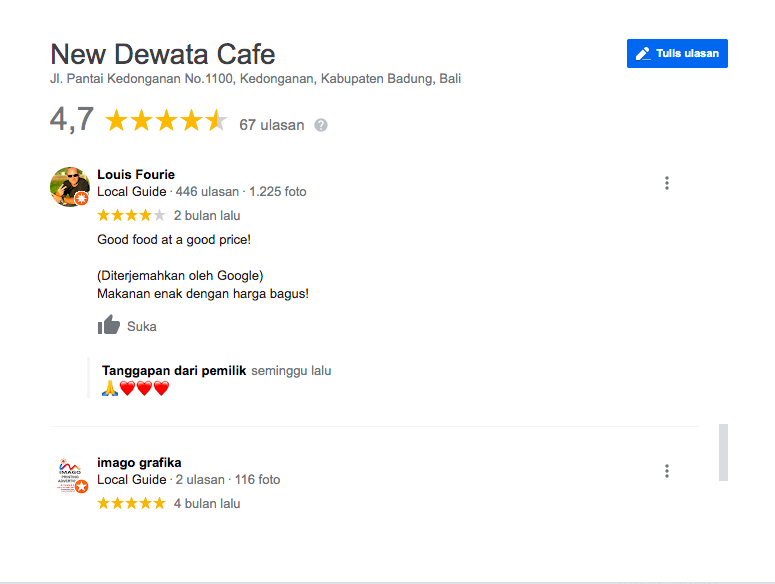 New Dewata Cafe
Tulis ulasan
Jl. Pantai Kedonganan No.1100, Kedonganan, Kabupaten Badung, Bali
4,7 67 ulasan ?
Louis Fourie
Local Guide · 446 ulasan · 1.225 foto
2 bulan lalu
Good food at a good price!
(Diterjemahkan oleh Google)
Makanan enak dengan harga bagus!
Suka
Tanggapan dari pemilik seminggu lalu
🙏❤️❤️❤️
imago grafika
IMAGO
Local Guide · 2 ulasan · 116 foto
4 bulan lalu